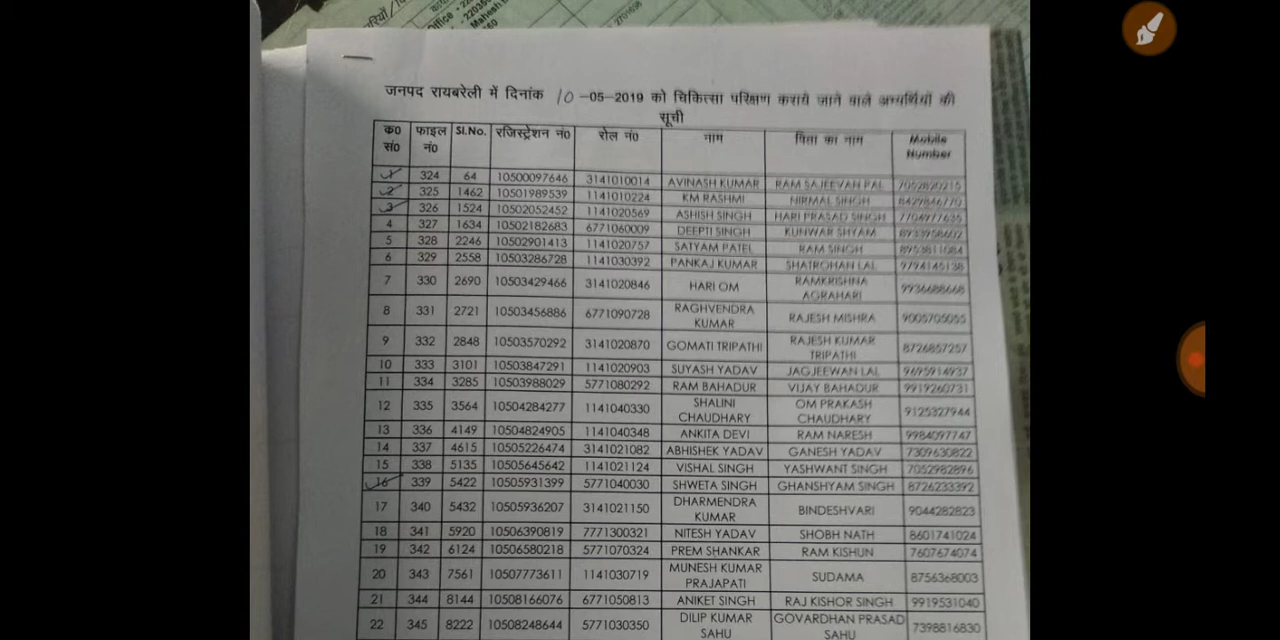 Office - 22
- 22035
Mahesh
2701696
जनपद रायबरेली में दिनांक 10 -05-2019 को चिकित्सा परिक्षण कराये जाने वाले अभ्यर्थियों की
सूची
क0 सं0 फाइल नं0 Sl.No. रजिस्ट्रेशन नं0 रोल नं0 नाम पिता का नाम Mobile Number
1 324 64 10500097646 3141010014 AVINASH KUMAR RAM SAJEEVAN PAL 7052820215
2 325 1462 10501989539 1141010224 KM RASHMI NIRMAL SINGH 8429846770
3 326 1524 10502052452 1141020569 ASHISH SINGH HARI PRASAD SINGH
4 327 1634 10502182683 6771060009 DEEPTI SINGH KUNWAR SHYAM
5 328 2246 10502901413 1141020757 SATYAM PATEL RAM SINGH
6 329 2558 10503286728 1141030392 PANKAJ KUMAR SHATROHAN LAL 9794145138
7 330 2690 10503429466 3141020846 HARI OM RAMKRISHNA AGRAHARI 9936688668
8 331 2721 10503456886 6771090728 RAGHVENDRA KUMAR RAJESH MISHRA 9005705055
9 332 2848 10503570292 3141020870 GOMATI TRIPATHI RAJESH KUMAR TRIPATHI 8726857257
10 333 3101 10503847291 1141020903 SUYASH YADAV JAGJEEWAN LAL 9695914937
11 334 3285 10503988029 5771080292 RAM BAHADUR VIJAY BAHADUR 9919260731
12 335 3564 10504284277 1141040330 SHALINI CHAUDHARY OM PRAKASH CHAUDHARY 9125327944
13 336 4149 10504824905 1141040348 ANKITA DEVI RAM NARESH 9984097747
14 337 4615 10505226474 3141021082 ABHISHEK YADAV GANESH YADAV 7309630822
15 338 5135 10505645642 1141021124 VISHAL SINGH YASHWANT SINGH 7052982896
16 339 5422 10505931399 5771040030 SHWETA SINGH GHANSHYAM SINGH 8726233392
17 340 5432 10505936207 3141021150 DHARMENDRA KUMAR BINDESHVARI 9044282823
18 341 5920 10506390819 7771300321 NITESH YADAV SHOBH NATH 8601741024
19 342 6124 10506580218 5771070324 PREM SHANKAR RAM KISHUN 7607674074
20 343 7561 10507773611 1141030719 MUNESH KUMAR PRAJAPATI SUDAMA 8756368003
21 344 8144 10508166076 6771050813 ANIKET SINGH RAJ KISHOR SINGH 9919531040
22 345 8222 10508248644 5771030350 DILIP KUMAR SAHU GOVARDHAN PRASAD SAHU 7398816830